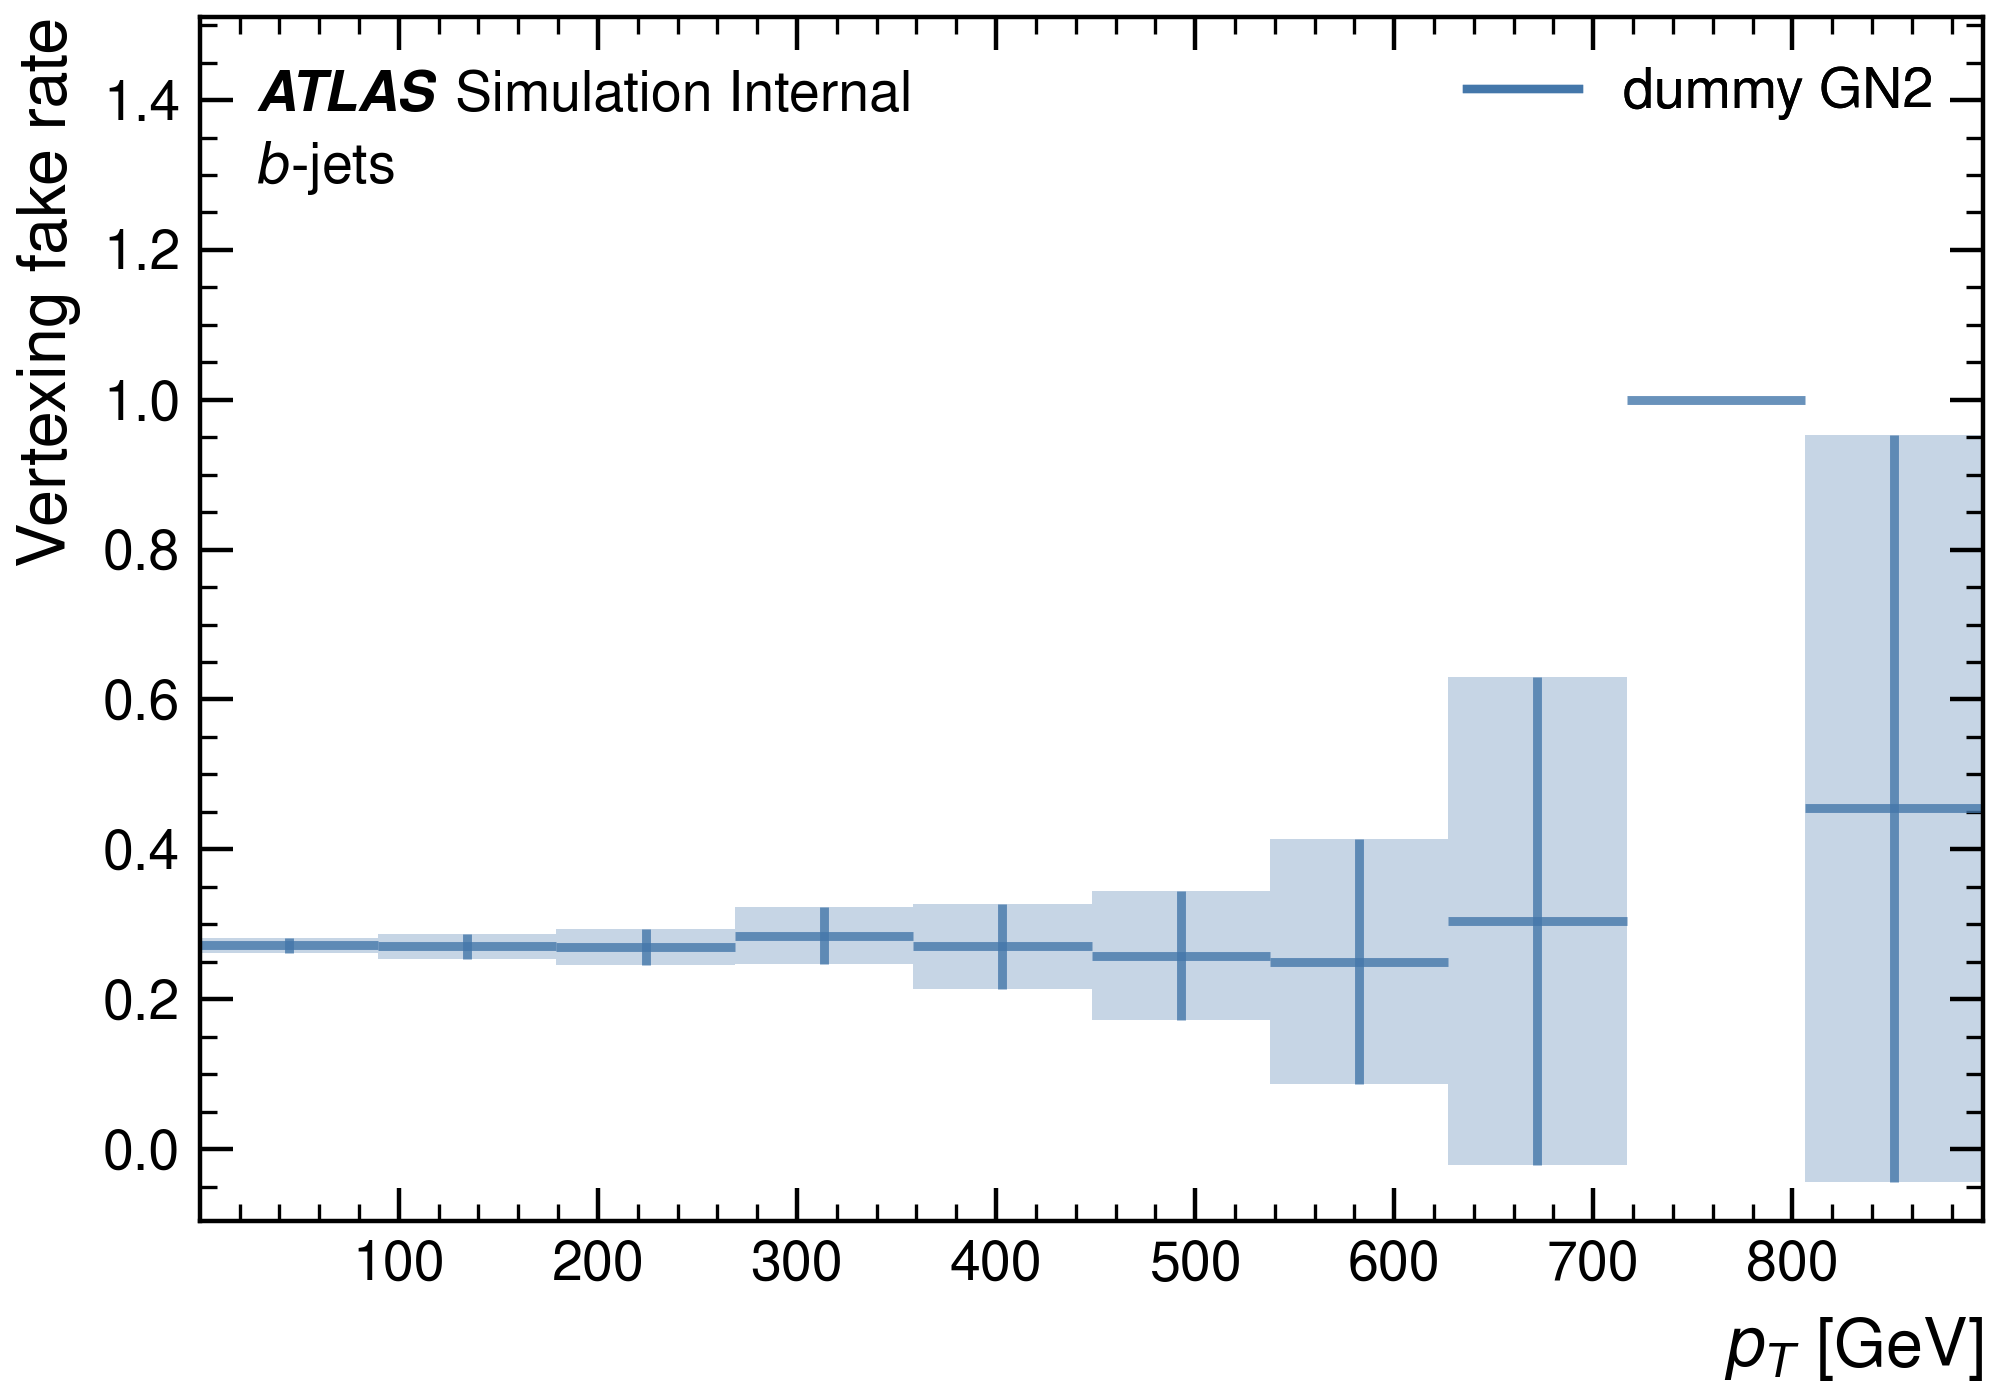 Vertexing fake rate
ATLAS Simulation Internal
b-jets
dummy GN2
1.4
1.2
1.0
0.8
0.6
0.4
0.2
0.0
100 200 300 400 500 600 700 800
pT [GeV]